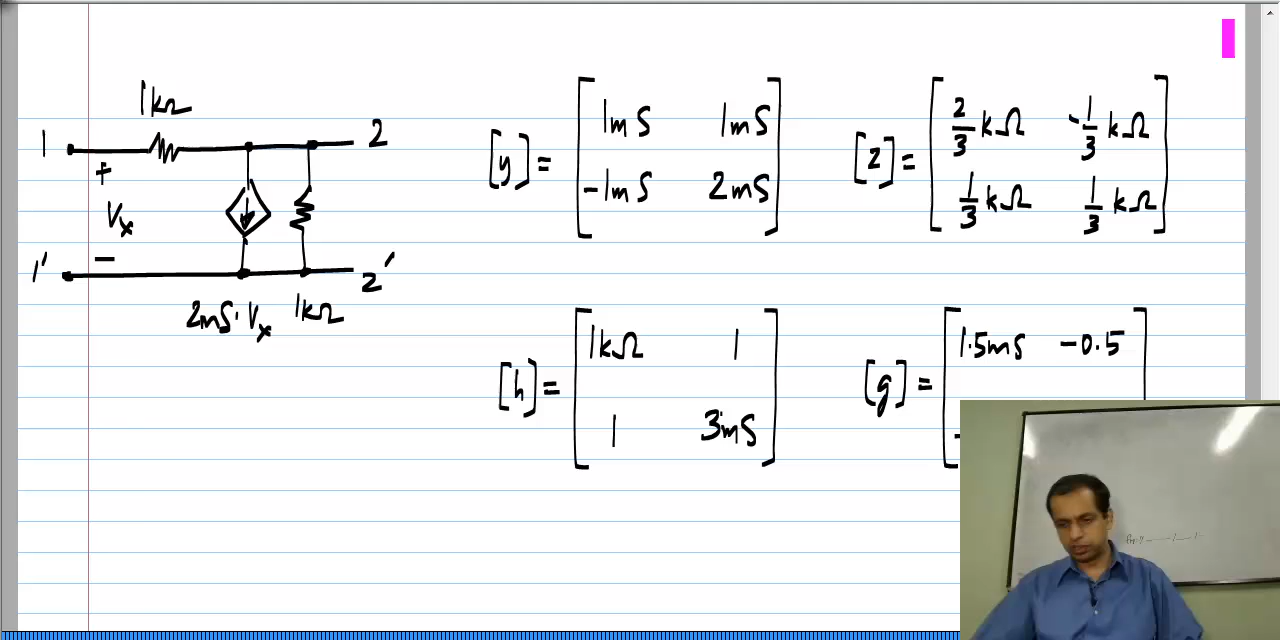 1kΩ
1
2
+
Vx
−
1'
2'
2mS·Vx
1kΩ
[y] =
1mS 1mS
-1mS 2mS
[z] =
2/3 kΩ -1/3 kΩ
1/3 kΩ 1/3 kΩ
[h] =
1kΩ 1
1 3mS
[g] =
1.5mS -0.5